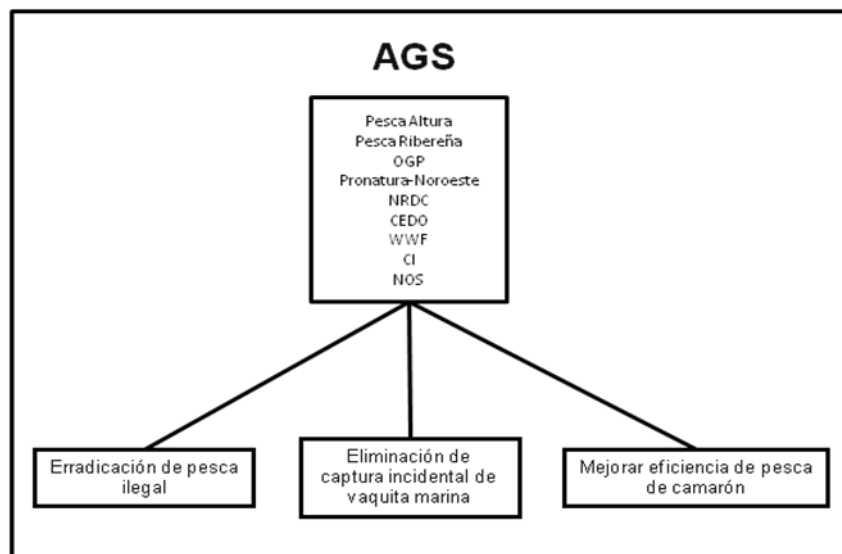 AGS
Pesca Altura
Pesca Ribereña
OGP
Pronatura-Noroeste
NRDC
CEDO
WWF
CI
NOS
Erradicación de pesca
ilegal
Eliminación de
captura incidental de
vaquita marina
Mejorar eficiencia de pesca
de camarón